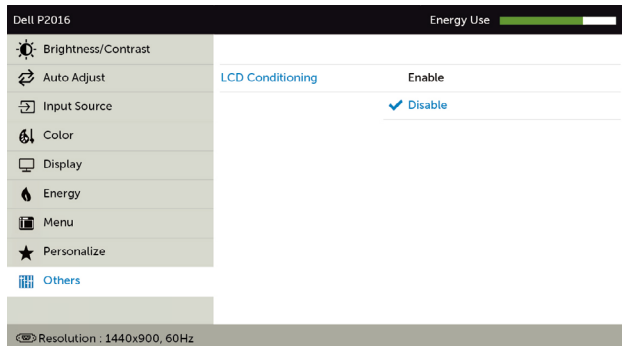 Dell P2016
Energy Use
Brightness/Contrast
Auto Adjust
LCD Conditioning
Enable
Input Source
Disable
Color
Display
Energy
Menu
Personalize
Others
Resolution : 1440x900, 60Hz